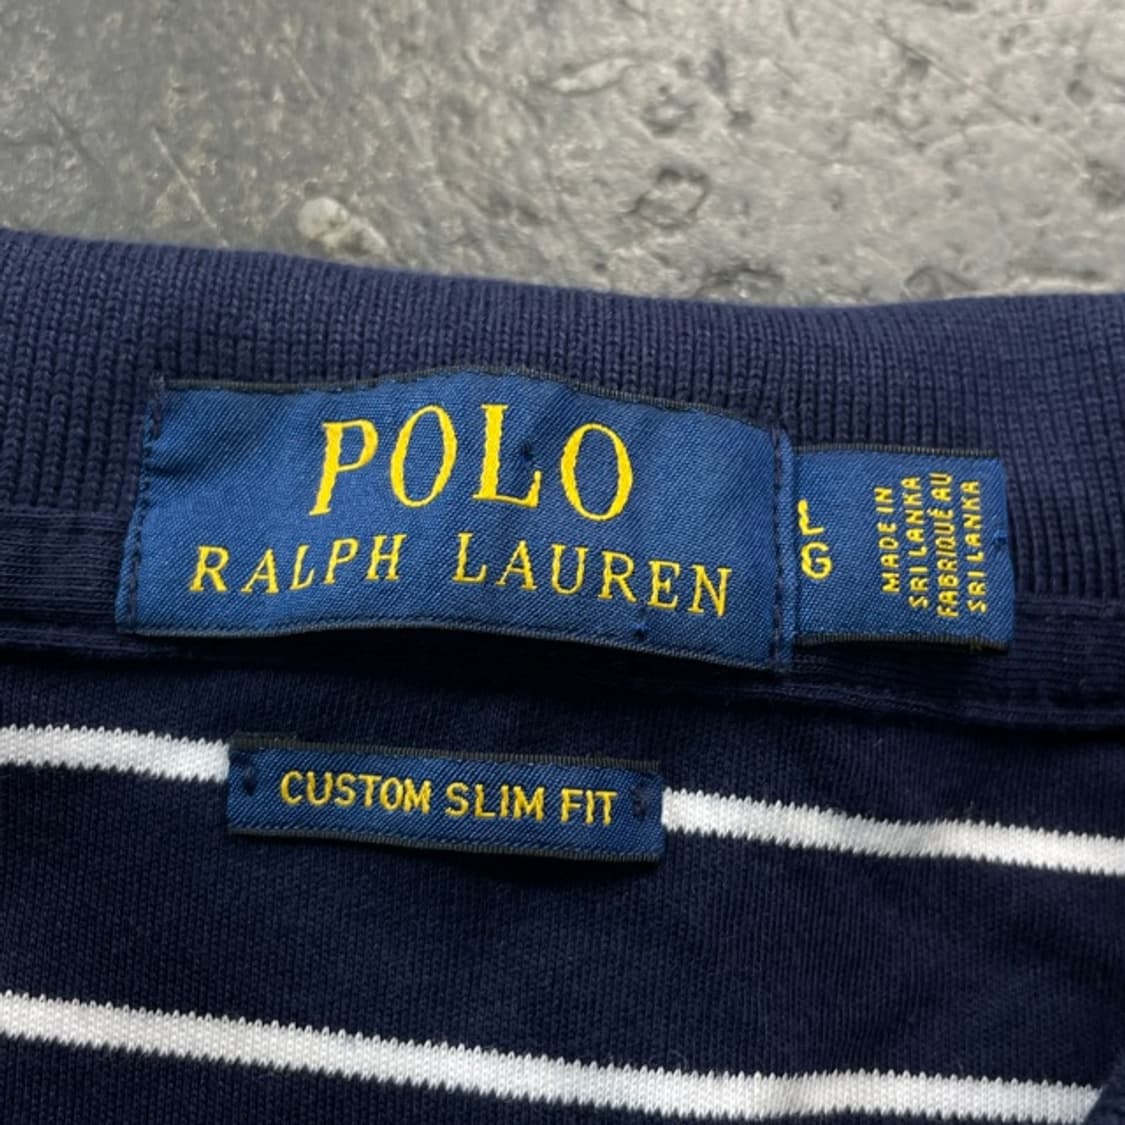 POLO
RALPH LAUREN
L
G
MADE IN
SRI LANKA
FABRIQUÉ AU
SRI LANKA
CUSTOM SLIM FIT